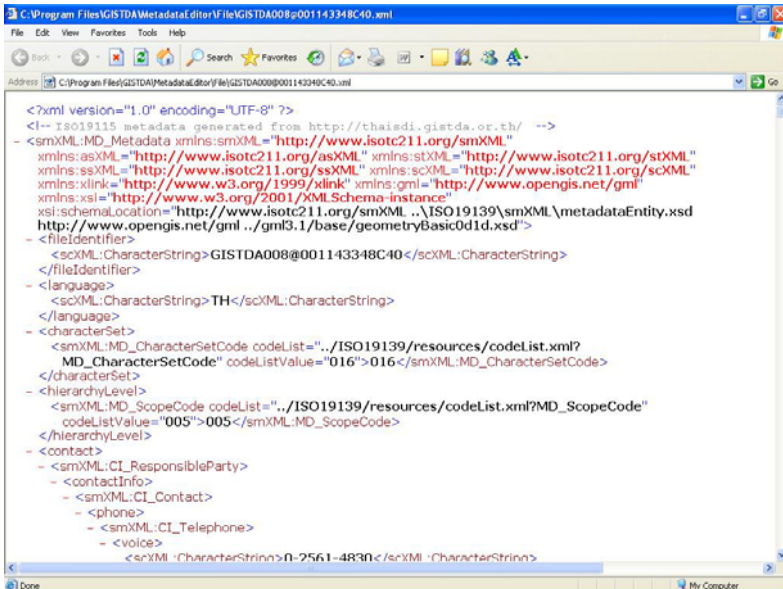 C:\Program Files\GISTDA\MetadataEditor\File\GISTDA008@001143348C40.xml
File Edit View Favorites Tools Help
Back Search Favorites
Address C:\Program Files\GISTDA\MetadataEditor\File\GISTDA008@001143348C40.xml Go
<?xml version="1.0" encoding="UTF-8" ?>
<!-- ISO19115 metadata generated from http://thaisdi.gistda.or.th/ -->
- <smXML:MD_Metadata xmlns:smXML="http://www.isotc211.org/smXML"
xmlns:asXML="http://www.isotc211.org/asXML" xmlns:stXML="http://www.isotc211.org/stXML"
xmlns:ssXML="http://www.isotc211.org/ssXML" xmlns:scXML="http://www.isotc211.org/scXML"
xmlns:xlink="http://www.w3.org/1999/xlink" xmlns:gml="http://www.opengis.net/gml"
xmlns:xsi="http://www.w3.org/2001/XMLSchema-instance"
xsi:schemaLocation="http://www.isotc211.org/smXML ..\ISO19139\smXML\metadataEntity.xsd
http://www.opengis.net/gml ../gml3.1/base/geometryBasic0d1d.xsd">
- <fileIdentifier>
<scXML:CharacterString>GISTDA008@001143348C40</scXML:CharacterString>
</fileIdentifier>
- <language>
<scXML:CharacterString>TH</scXML:CharacterString>
</language>
- <characterSet>
<smXML:MD_CharacterSetCode codeList="../ISO19139/resources/codeList.xml?
MD_CharacterSetCode" codeListValue="016">016</smXML:MD_CharacterSetCode>
</characterSet>
- <hierarchyLevel>
<smXML:MD_ScopeCode codeList="../ISO19139/resources/codeList.xml?MD_ScopeCode"
codeListValue="005">005</smXML:MD_ScopeCode>
</hierarchyLevel>
- <contact>
- <smXML:CI_ResponsibleParty>
- <contactInfo>
- <smXML:CI_Contact>
- <phone>
- <smXML:CI_Telephone>
- <voice>
<scXML:CharacterString>0-2561-4830</scXML:CharacterString>
Done My Computer